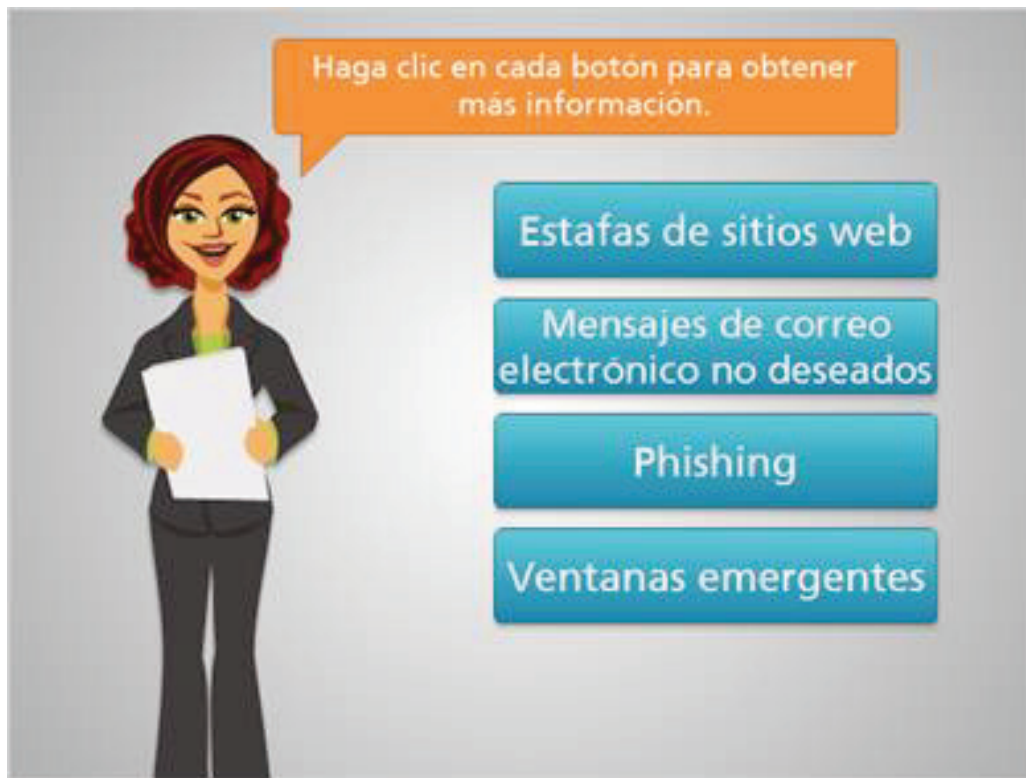 Haga clic en cada botón para obtener
más información.
Estafas de sitios web
Mensajes de correo
electrónico no deseados
Phishing
Ventanas emergentes